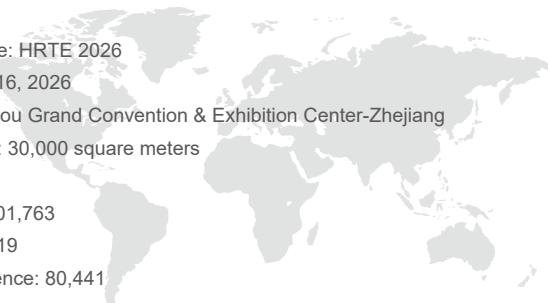 e: HRTE 2026
16, 2026
ou Grand Convention & Exhibition Center-Zhejiang
: 30,000 square meters
01,763
19
ence: 80,441